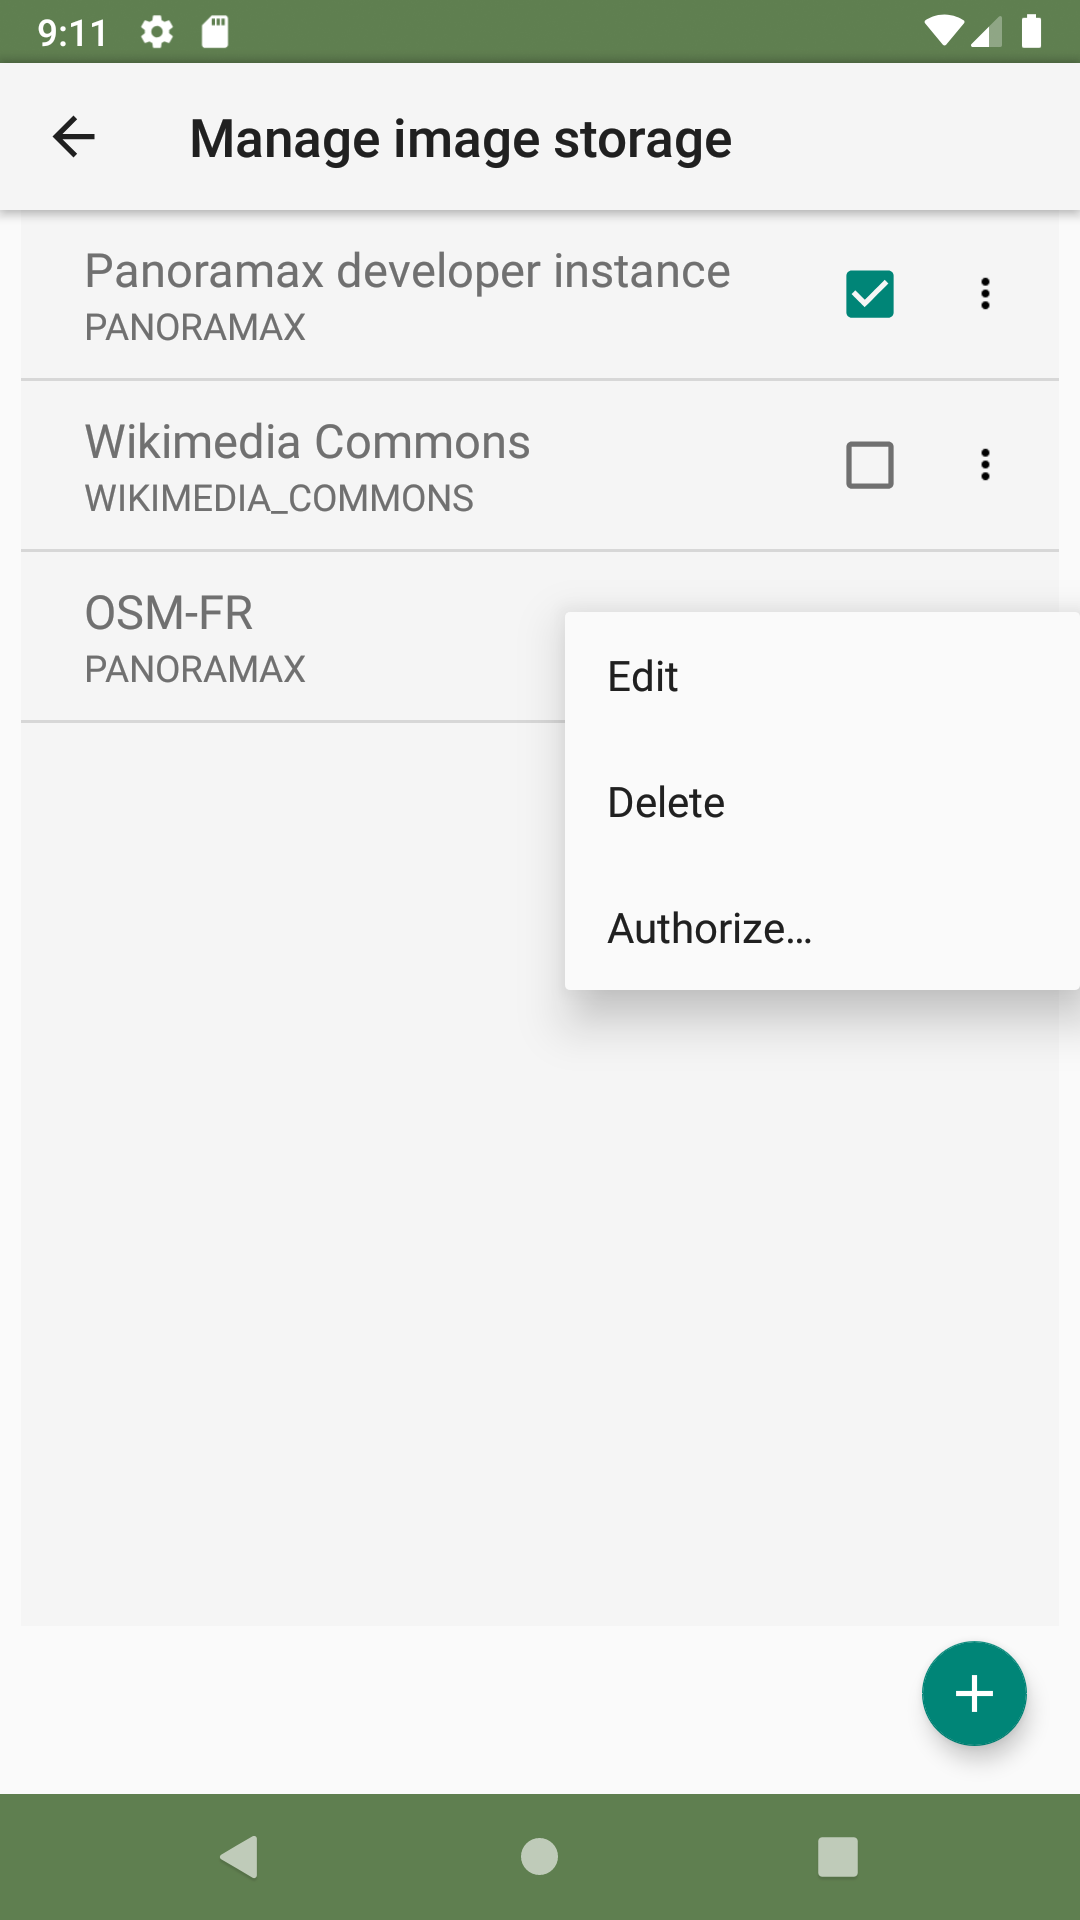 9:11
Manage image storage
Panoramax developer instance
PANORAMAX
Wikimedia Commons
WIKIMEDIA_COMMONS
OSM-FR
PANORAMAX
Edit
Delete
Authorize…